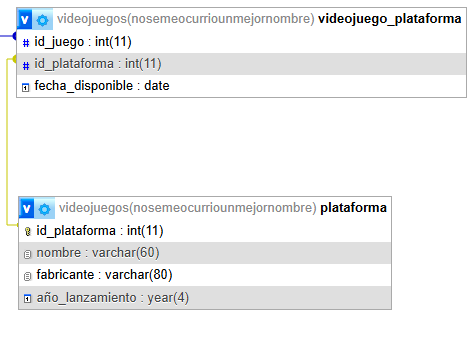 v videojuegos(nosemeocurriounmejornombre) videojuego_plataforma
# id_juego : int(11)
# id_plataforma : int(11)
fecha_disponible : date
v videojuegos(nosemeocurriounmejornombre) plataforma
id_plataforma : int(11)
nombre : varchar(60)
fabricante : varchar(80)
año_lanzamiento : year(4)